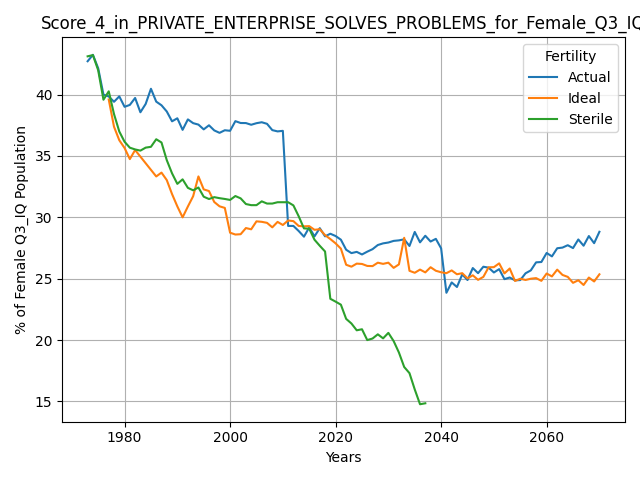 Score_4_in_PRIVATE_ENTERPRISE_SOLVES_PROBLEMS_for_Female_Q3_IQ
Fertility
Actual
Ideal
Sterile
% of Female Q3_IQ Population
40
35
30
25
20
15
1980
2000
2020
2040
2060
Years